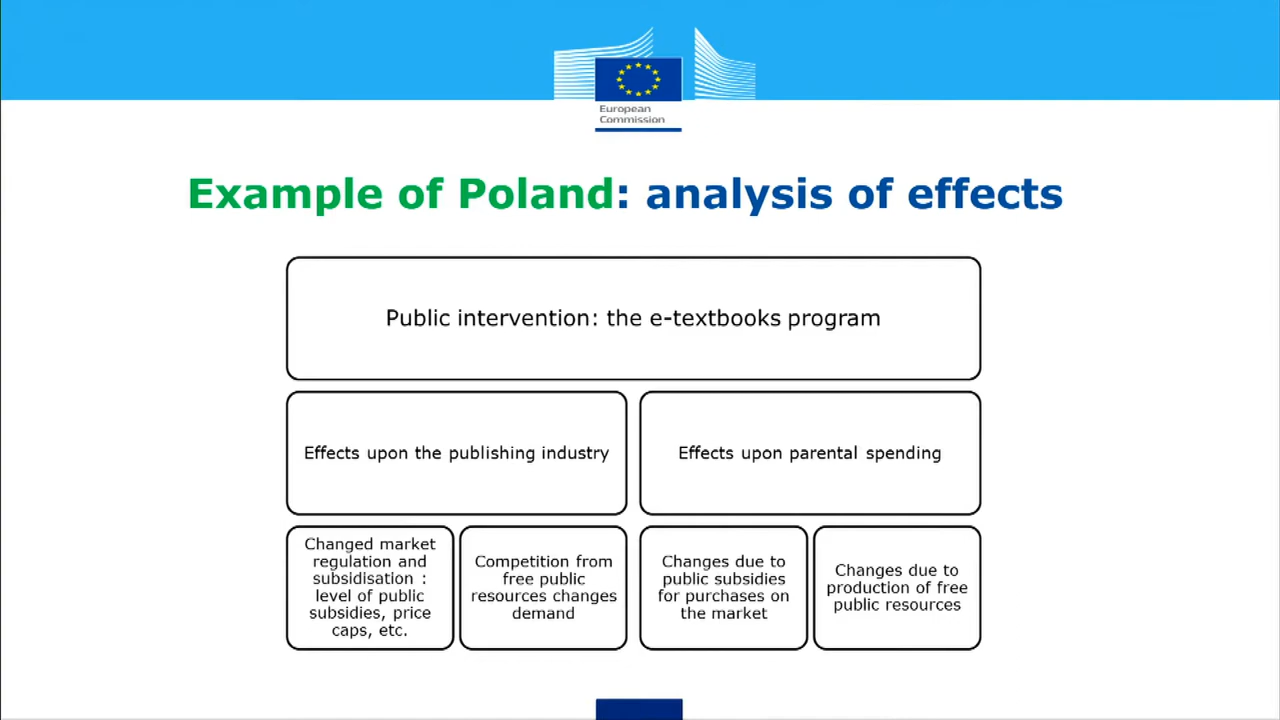 European
Commission
Example of Poland: analysis of effects
Public intervention: the e-textbooks program
Effects upon the publishing industry
Effects upon parental spending
Changed market
regulation and
subsidisation :
level of public
subsidies, price
caps, etc.
Competition from
free public
resources changes
demand
Changes due to
public subsidies
for purchases on
the market
Changes due to
production of free
public resources